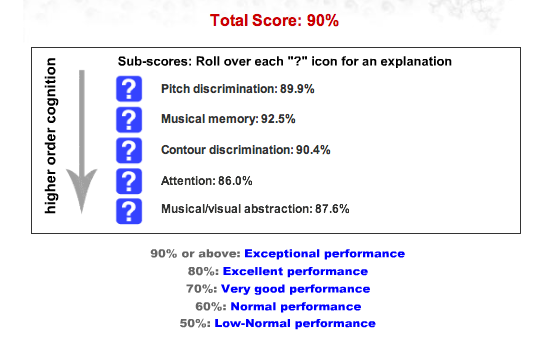 Total Score: 90%
Sub-scores: Roll over each "?" icon for an explanation
higher order cognition
? Pitch discrimination: 89.9%
? Musical memory: 92.5%
? Contour discrimination: 90.4%
? Attention: 86.0%
? Musical/visual abstraction: 87.6%
90% or above: Exceptional performance
80%: Excellent performance
70%: Very good performance
60%: Normal performance
50%: Low-Normal performance